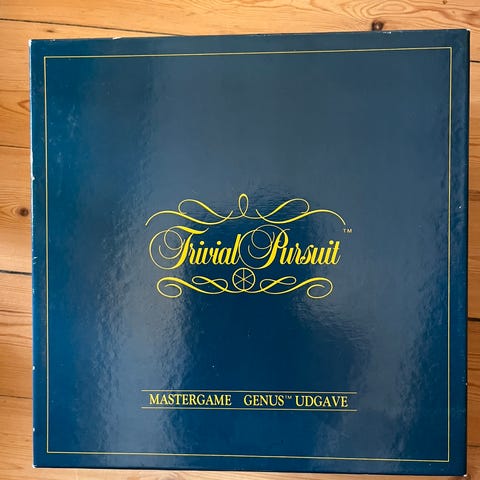 Trivial Pursuit™
MASTERGAME GENUS™ UDGAVE